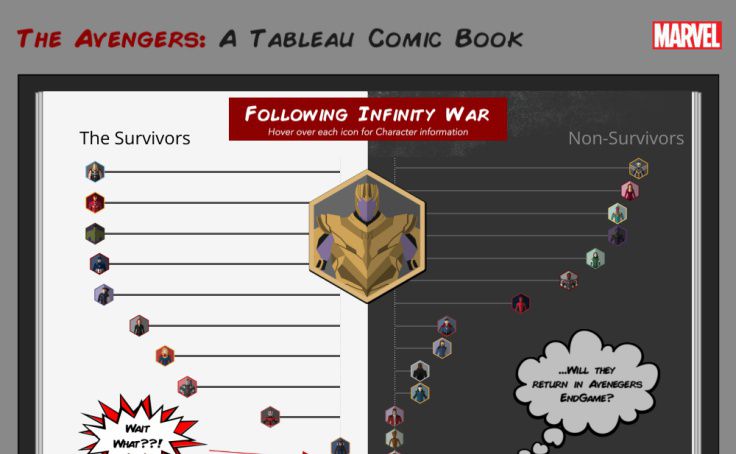 The Avengers: A Tableau Comic Book
MARVEL
Following Infinity War
Hover over each icon for Character information
The Survivors
Non-Survivors
...Will they
return in Avenegers
EndGame?
Wait
What??!